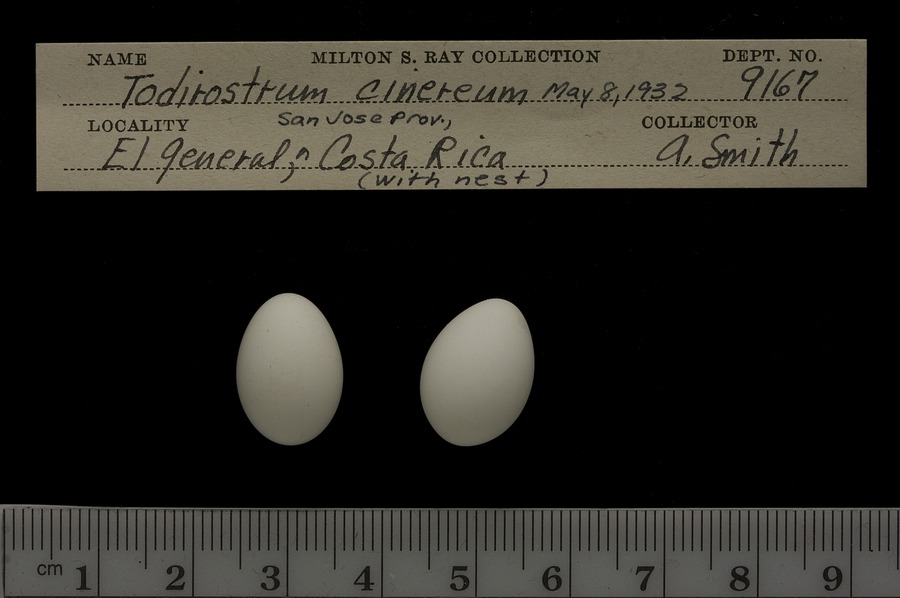 NAME MILTON S. RAY COLLECTION DEPT. NO.
Todirostrum cinereum May 8, 1932 9167
LOCALITY San Jose Prov., COLLECTOR
El General, ^ Costa Rica A. Smith
(with nest)
cm 1 2 3 4 5 6 7 8 9